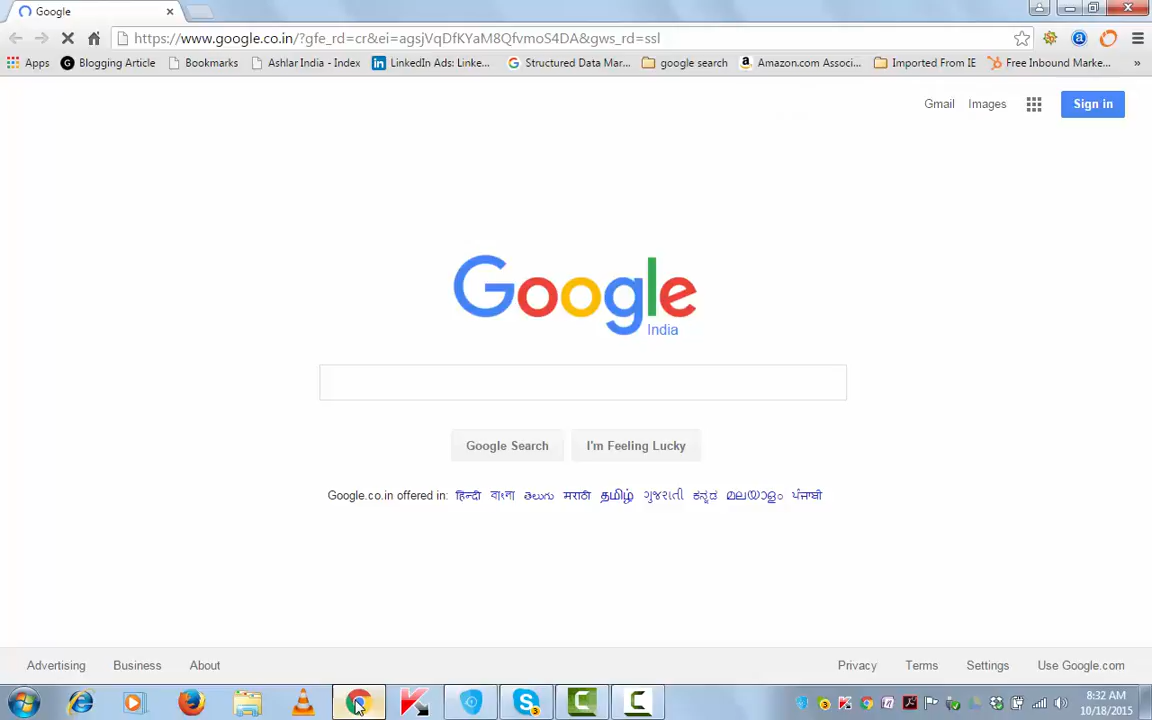 Google
https://www.google.co.in/?gfe_rd=cr&ei=agsjVqDfKYaM8QfvmoS4DA&gws_rd=ssl
Apps Blogging Article Bookmarks Ashlar India - Index LinkedIn Ads: Linke... Structured Data Mar... google search Amazon.com Associ... Imported From IE Free Inbound Marke... »
Gmail Images Sign in
Google
India
Google Search I'm Feeling Lucky
Google.co.in offered in: हिन्दी বাংলা తెలుగు मराठी தமிழ் ગુજરાતી ಕನ್ನಡ മലയാളം ਪੰਜਾਬੀ
Advertising Business About Privacy Terms Settings Use Google.com
8:32 AM
10/18/2015